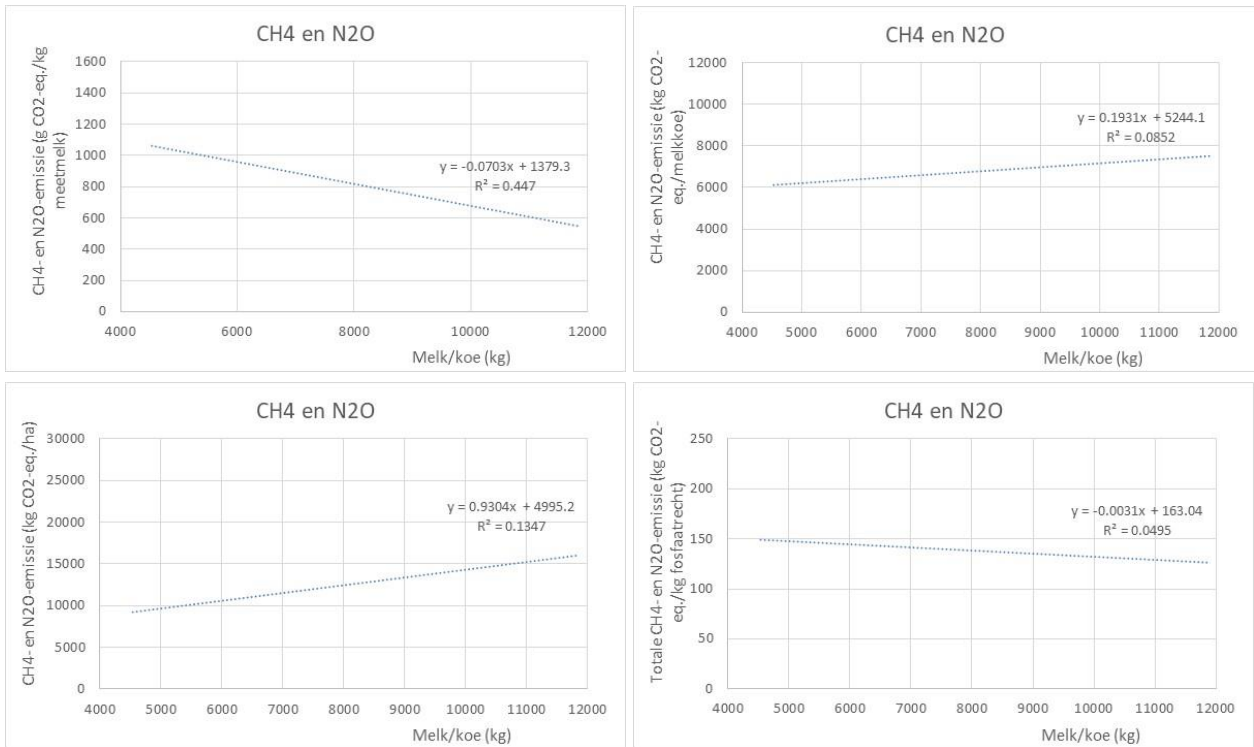 CH4 en N2O
CH4- en N2O-emissie (g CO2-eq./kg
meetmelk)
1600
1400
1200
1000
800
600
400
200
0
y = -0.0703x + 1379.3
R² = 0.447
4000 6000 8000 10000 12000
Melk/koe (kg)
CH4 en N2O
CH4- en N2O-emissie (kg CO2-
eq./melkkoe)
12000
10000
8000
6000
4000
2000
0
y = 0.1931x + 5244.1
R² = 0.0852
4000 5000 6000 7000 8000 9000 10000 11000 12000
Melk/koe (kg)
CH4 en N2O
CH4- en N2O-emissie (kg CO2-eq./ha)
30000
25000
20000
15000
10000
5000
0
y = 0.9304x + 4995.2
R² = 0.1347
4000 5000 6000 7000 8000 9000 10000 11000 12000
Melk/koe (kg)
CH4 en N2O
Totale CH4- en N2O-emissie (kg CO2-
eq./kg fosfaatrecht)
250
200
150
100
50
0
y = -0.0031x + 163.04
R² = 0.0495
4000 5000 6000 7000 8000 9000 10000 11000 12000
Melk/koe (kg)